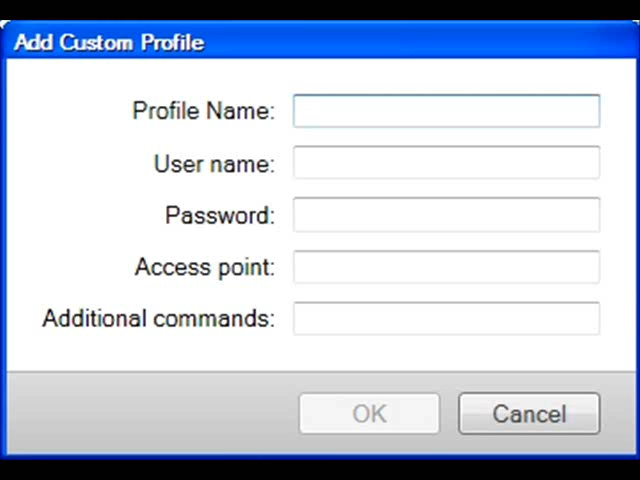 Add Custom Profile
Profile Name:
User name:
Password:
Access point:
Additional commands:
OK
Cancel